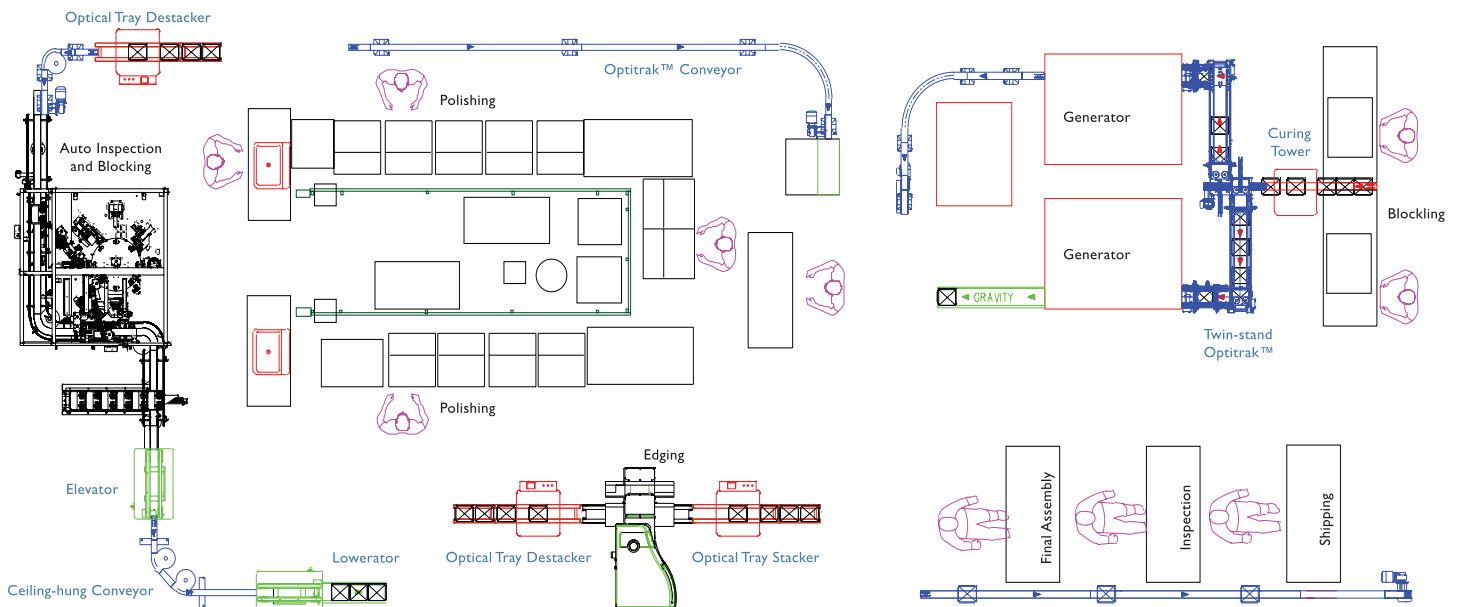 Optical Tray Destacker
Optitrak™ Conveyor
Polishing
Auto Inspection
and Blocking
Generator
Curing
Tower
Blockling
Generator
GRAVITY
Twin-stand
Optitrak™
Polishing
Edging
Elevator
Optical Tray Destacker
Optical Tray Stacker
Lowerator
Ceiling-hung Conveyor
Final Assembly
Inspection
Shipping